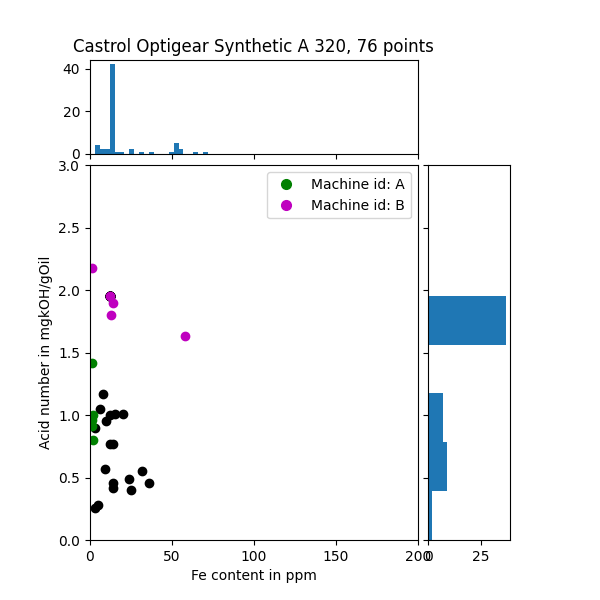 Castrol Optigear Synthetic A 320, 76 points
40
20
0
3.0
2.5
2.0
1.5
1.0
0.5
0.0
Acid number in mgkOH/gOil
Machine id: A
Machine id: B
0 50 100 150 200
0 25
Fe content in ppm